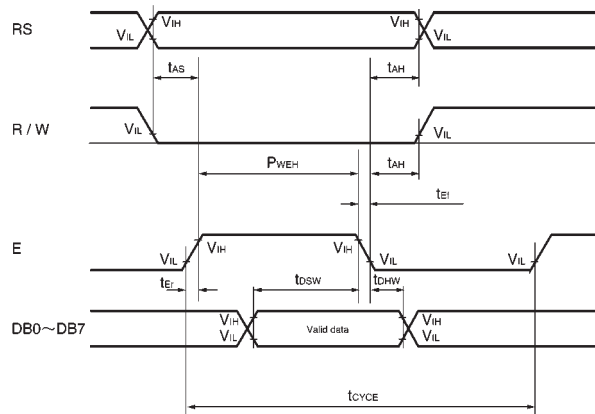 RS
VIH
VIH
VIL
VIL
tAS
tAH
R / W
VIL
VIL
PWEH
tAH
tEf
E
VIL
VIH
VIH
VIL
VIL
tEr
tDSW
tDHW
DB0～DB7
VIH
VIL
Valid data
VIH
VIL
tCYCE